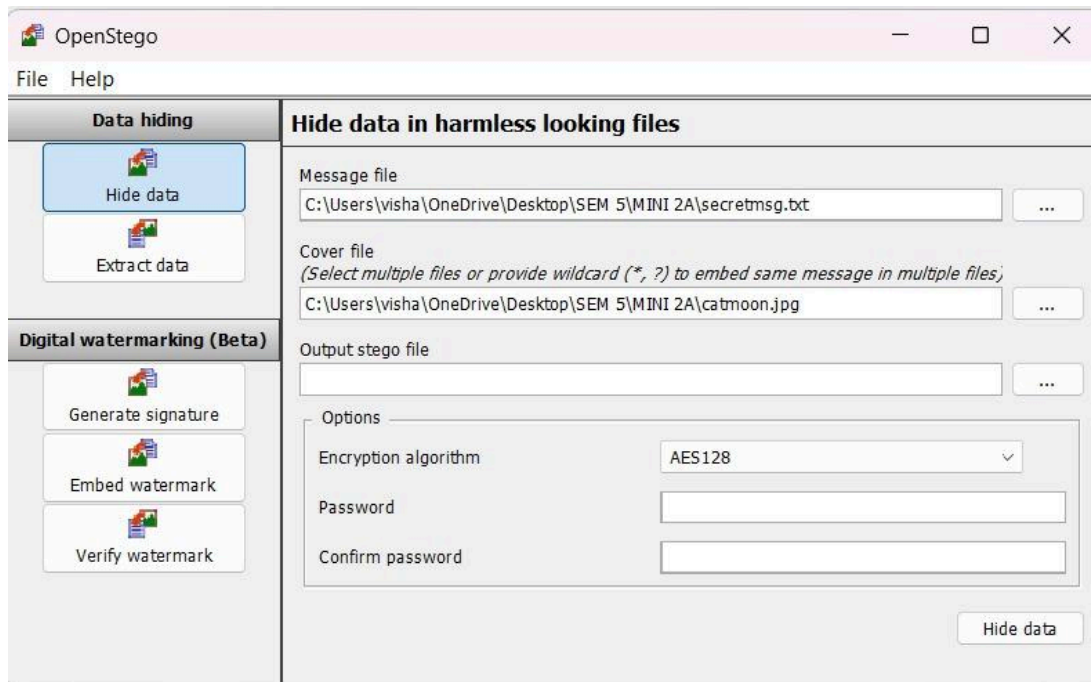 OpenStego
File Help
Data hiding
Hide data
Extract data
Digital watermarking (Beta)
Generate signature
Embed watermark
Verify watermark
Hide data in harmless looking files
Message file
C:\Users\visha\OneDrive\Desktop\SEM 5\MINI 2A\secretmsg.txt
...
Cover file
(Select multiple files or provide wildcard (*, ?) to embed same message in multiple files)
C:\Users\visha\OneDrive\Desktop\SEM 5\MINI 2A\catmoon.jpg
...
Output stego file
...
Options
Encryption algorithm AES128
Password
Confirm password
Hide data